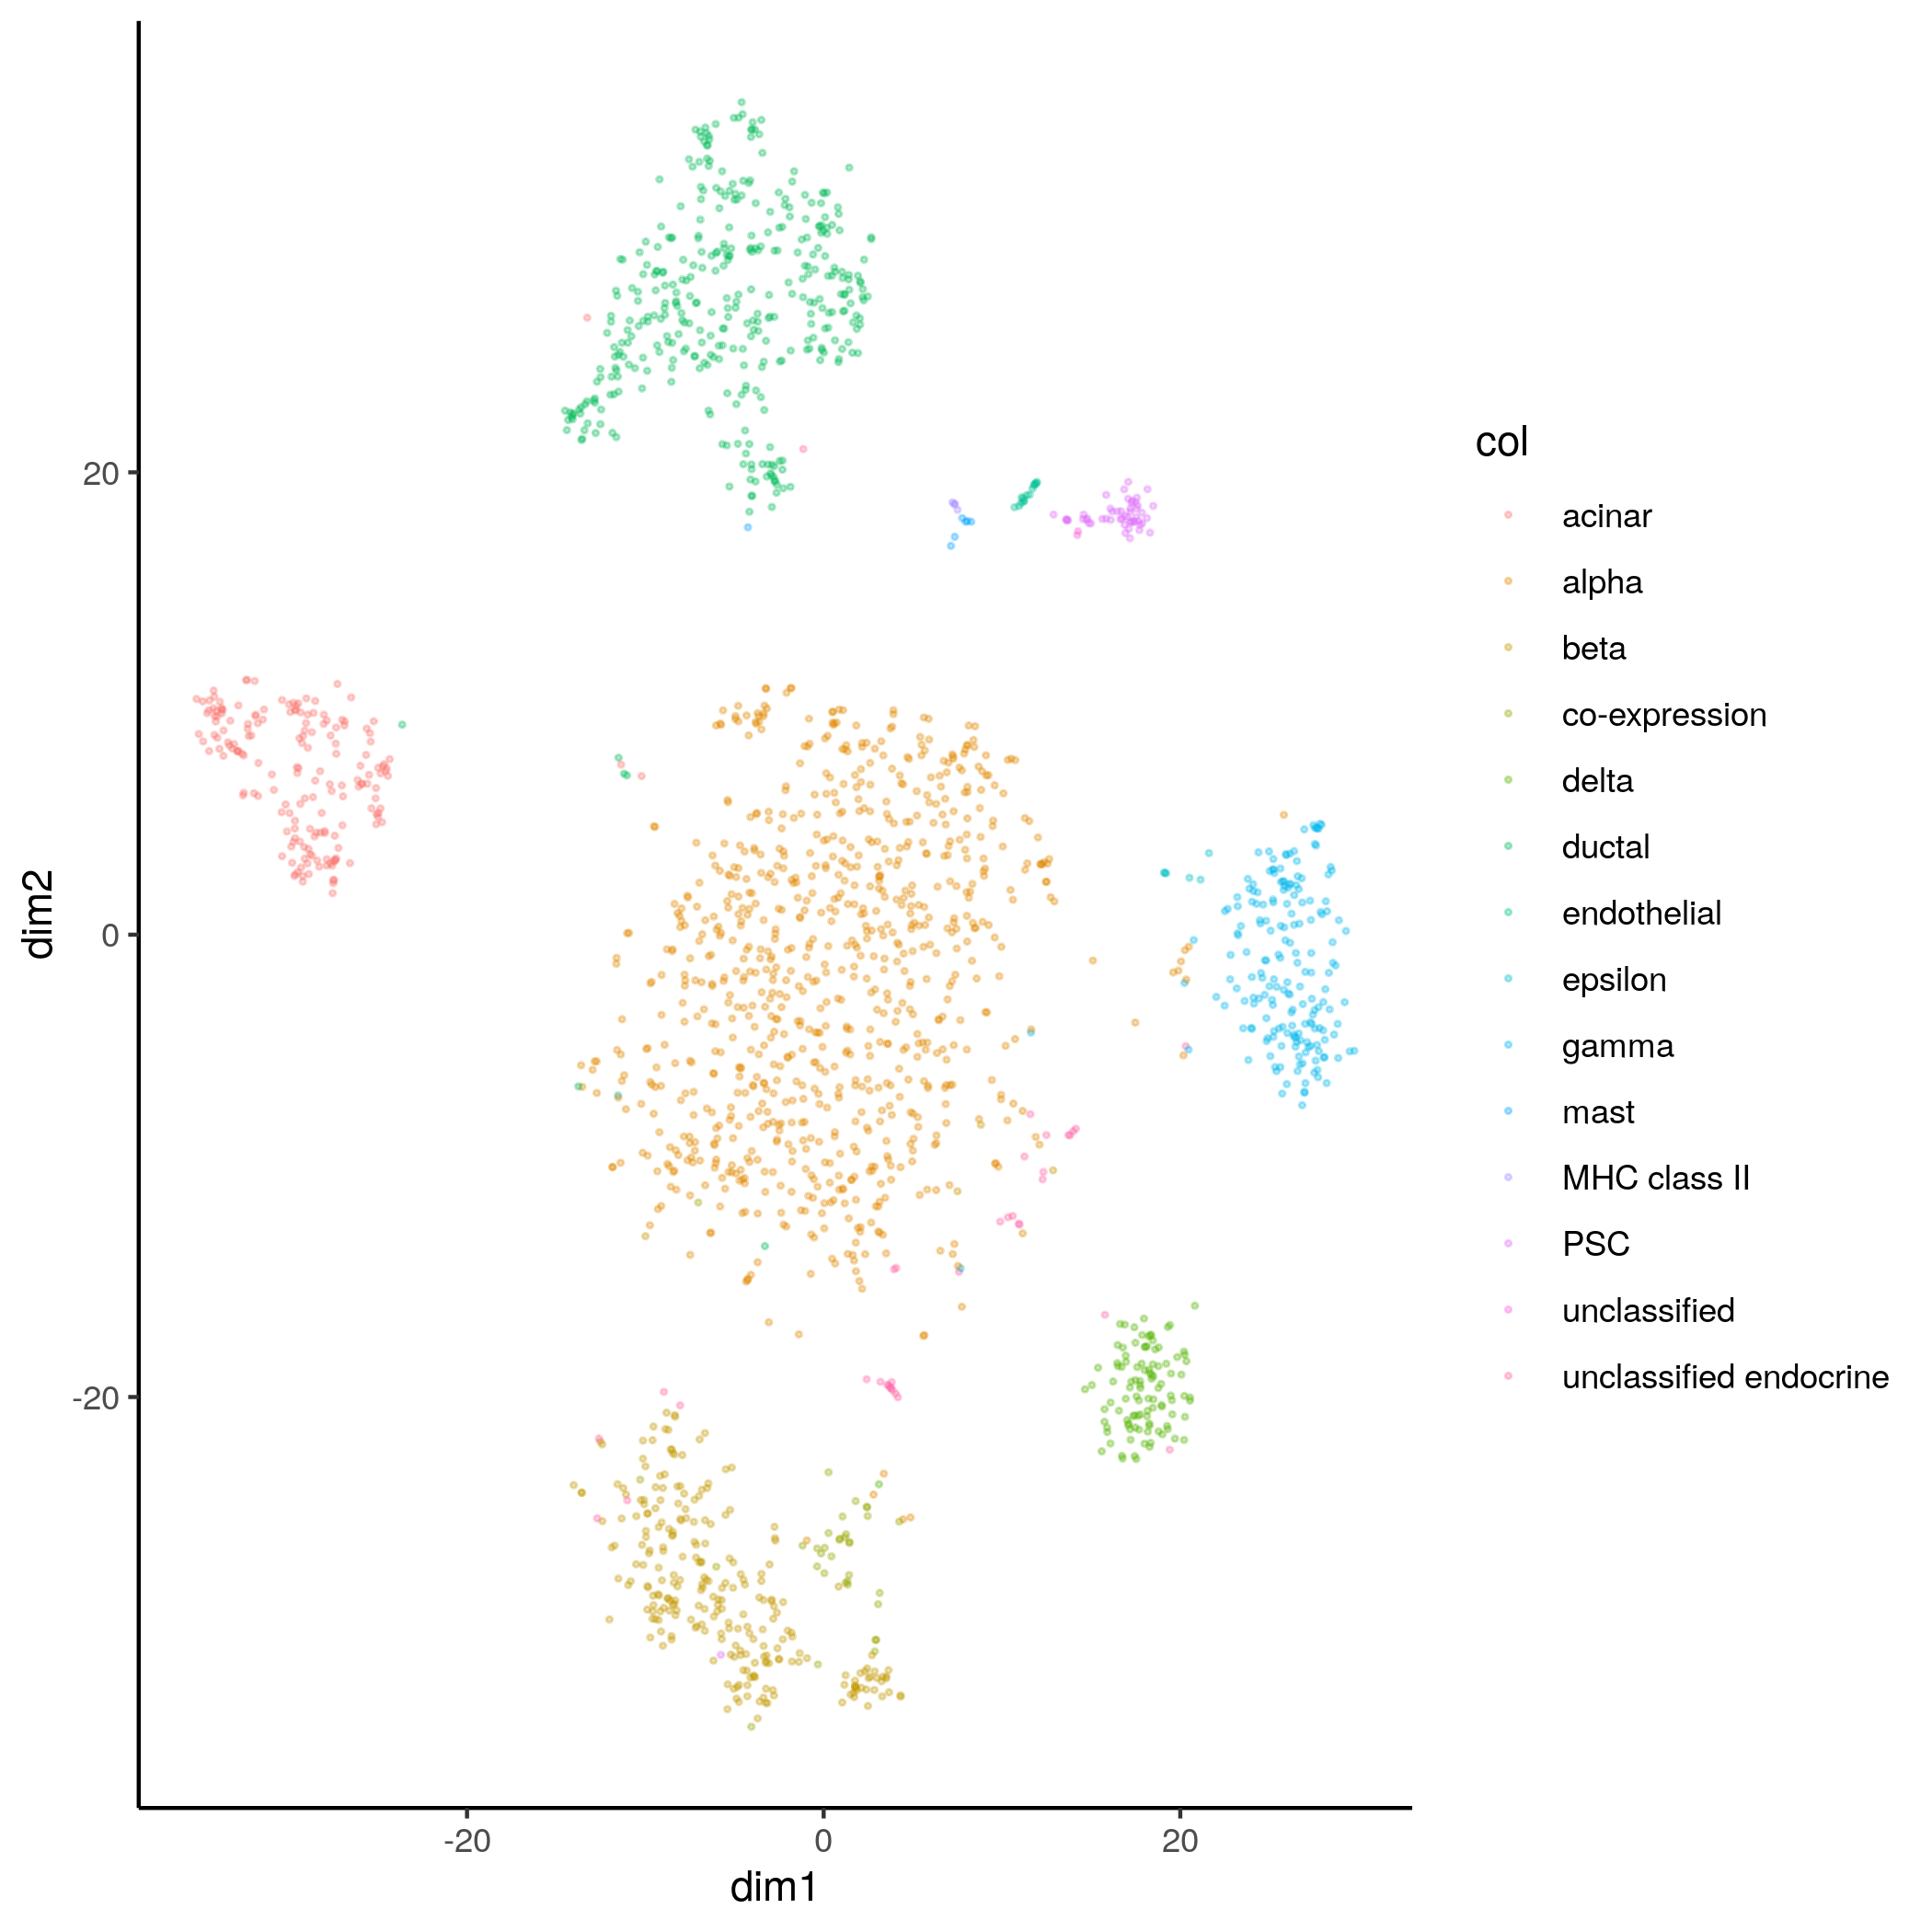 dim2
20
0
-20
-20
0
20
dim1
col
acinar
alpha
beta
co-expression
delta
ductal
endothelial
epsilon
gamma
mast
MHC class II
PSC
unclassified
unclassified endocrine